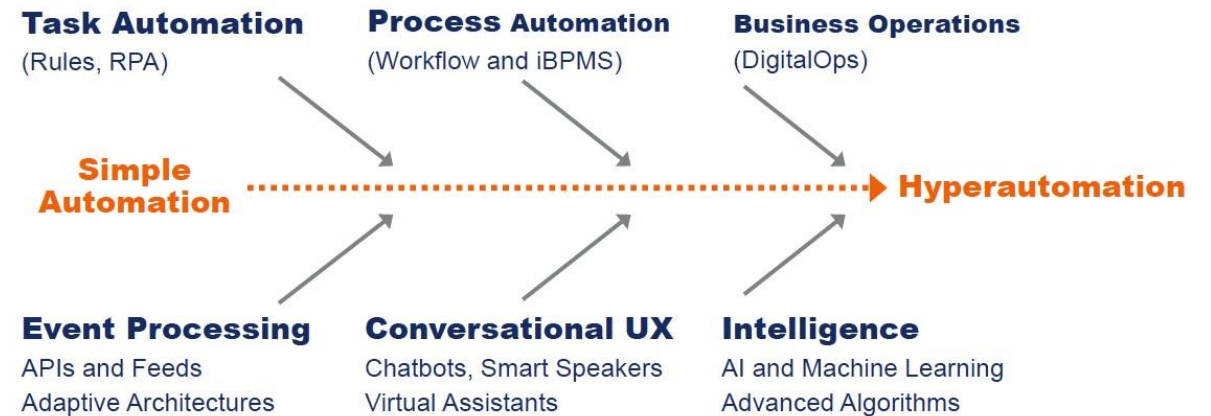 Task Automation
(Rules, RPA)
Process Automation
(Workflow and iBPMS)
Business Operations
(DigitalOps)
Simple
Automation
Hyperautomation
Event Processing
APIs and Feeds
Adaptive Architectures
Conversational UX
Chatbots, Smart Speakers
Virtual Assistants
Intelligence
AI and Machine Learning
Advanced Algorithms